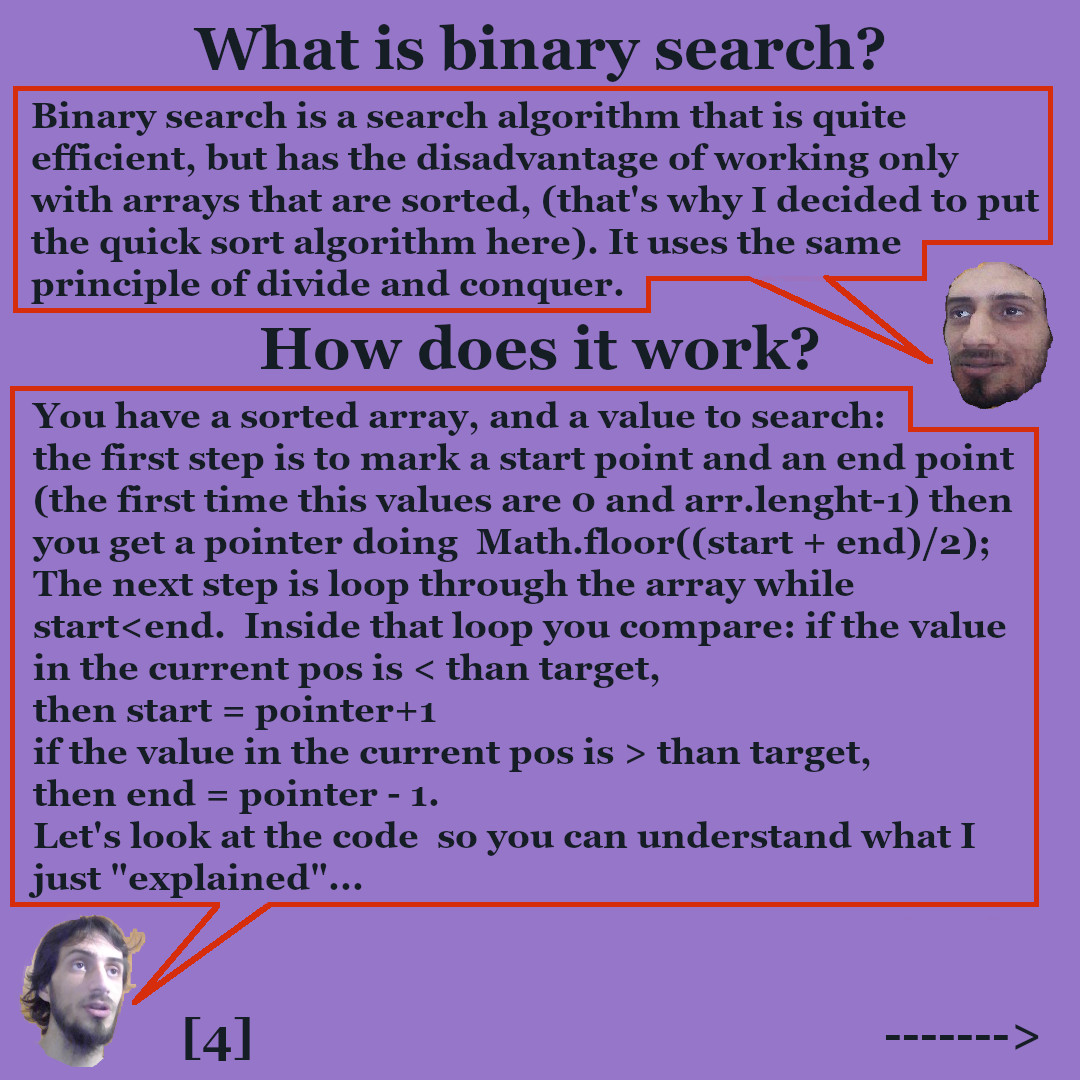 What is binary search?
Binary search is a search algorithm that is quite
efficient, but has the disadvantage of working only
with arrays that are sorted, (that's why I decided to put
the quick sort algorithm here). It uses the same
principle of divide and conquer.
How does it work?
You have a sorted array, and a value to search:
the first step is to mark a start point and an end point
(the first time this values are 0 and arr.lenght-1) then
you get a pointer doing  Math.floor((start + end)/2);
The next step is loop through the array while
start<end.  Inside that loop you compare: if the value
in the current pos is < than target,
then start = pointer+1
if the value in the current pos is > than target,
then end = pointer - 1.
Let's look at the code  so you can understand what I
just "explained"...
[4]
------->